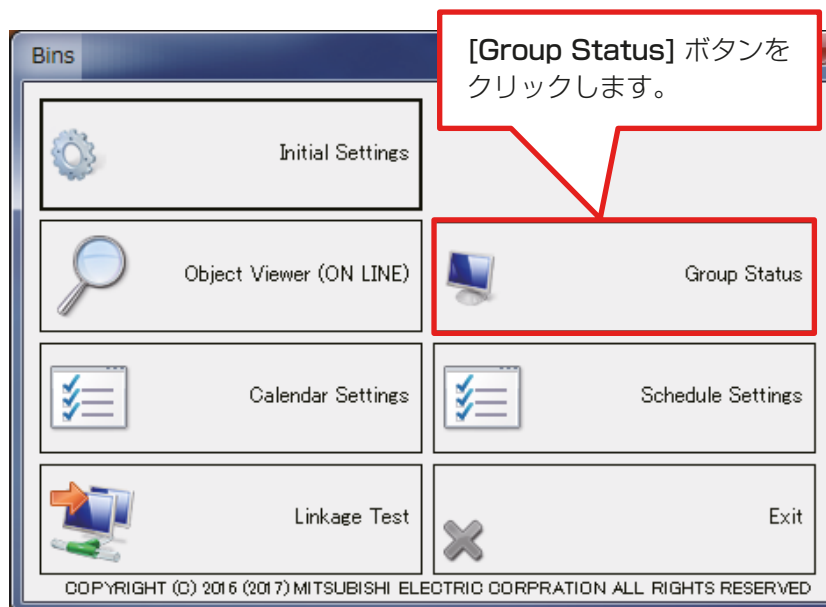 Bins
[Group Status] ボタンを
クリックします。
Initial Settings
Object Viewer (ON LINE)
Group Status
Calendar Settings
Schedule Settings
Linkage Test
Exit
COPYRIGHT (C) 2016 (2017) MITSUBISHI ELECTRIC CORPRATION ALL RIGHTS RESERVED